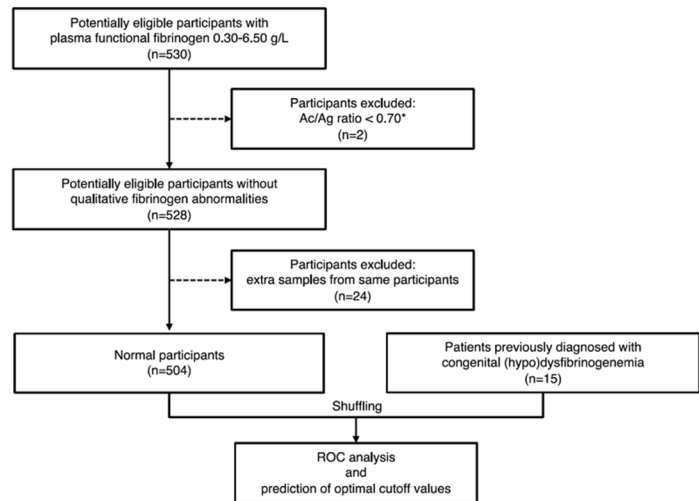 Potentially eligible participants with
plasma functional fibrinogen 0.30-6.50 g/L
(n=530)
Participants excluded:
Ac/Ag ratio < 0.70*
(n=2)
Potentially eligible participants without
qualitative fibrinogen abnormalities
(n=528)
Participants excluded:
extra samples from same participants
(n=24)
Normal participants
(n=504)
Patients previously diagnosed with
congenital (hypo)dysfibrinogenemia
(n=15)
Shuffling
ROC analysis
and
prediction of optimal cutoff values